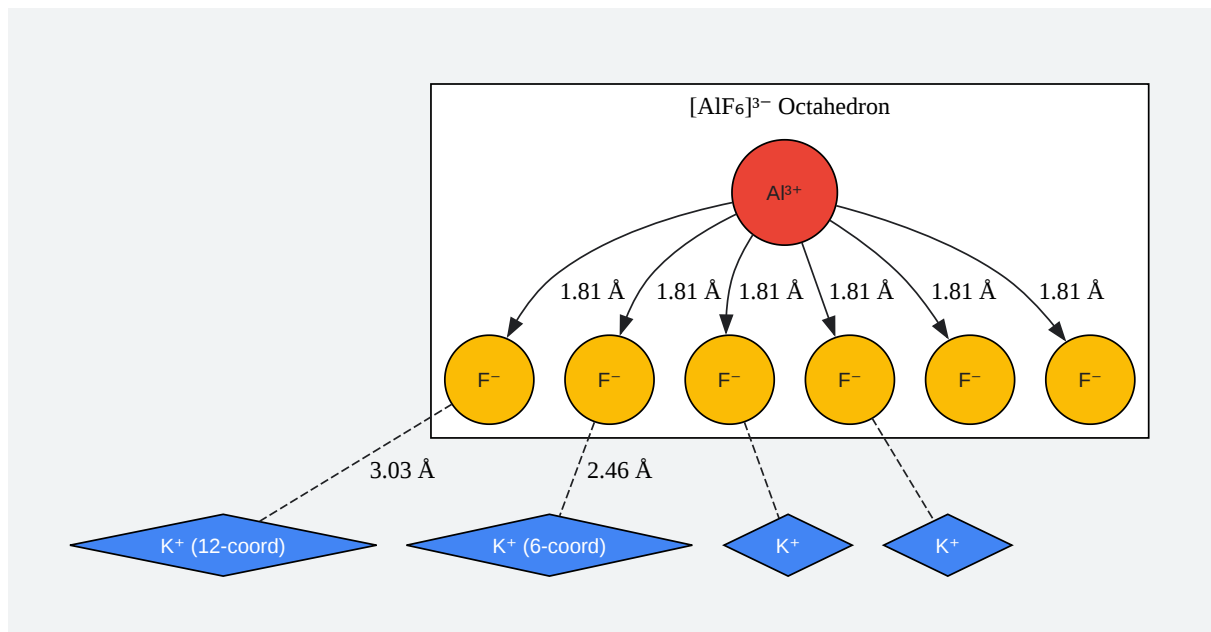 [AlF₆]³⁻ Octahedron
Al³⁺
1.81 Å 1.81 Å 1.81 Å 1.81 Å 1.81 Å 1.81 Å
F⁻ F⁻ F⁻ F⁻ F⁻ F⁻
3.03 Å 2.46 Å
K⁺ (12-coord) K⁺ (6-coord) K⁺ K⁺